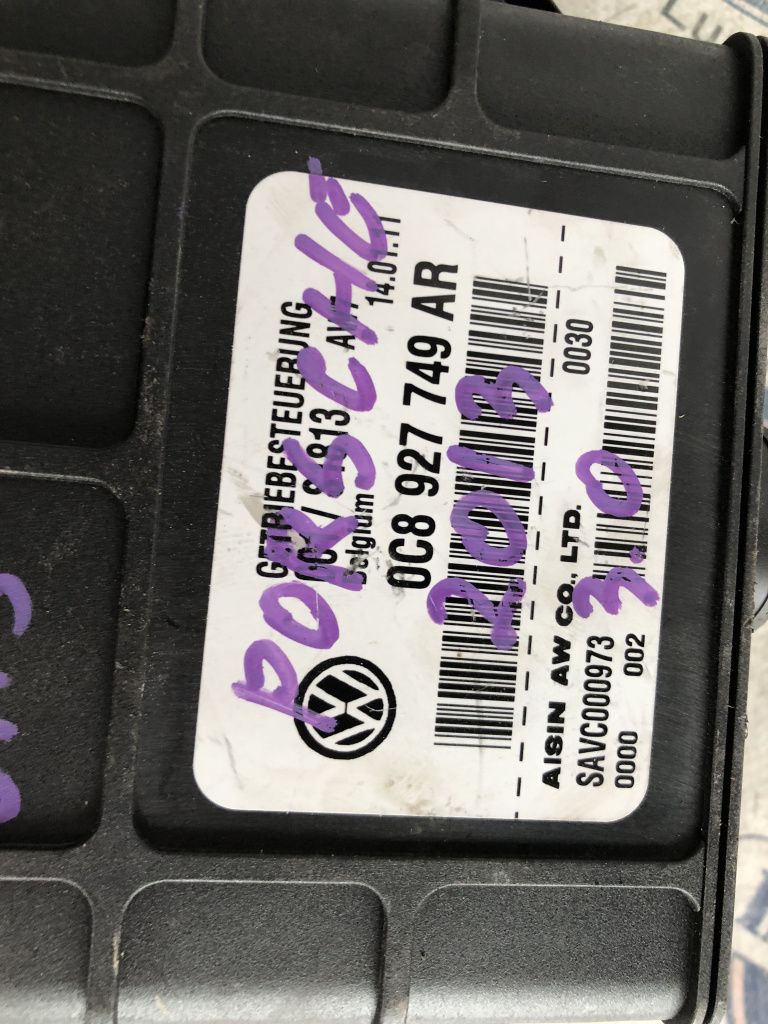 GETRIEBESTEUERUNG
14.01.11
Belgium
0C8 927 749 AR
AISIN AW CO., LTD.
SAVC000973
0000 002 0030
PORSCHE
2013
3.0